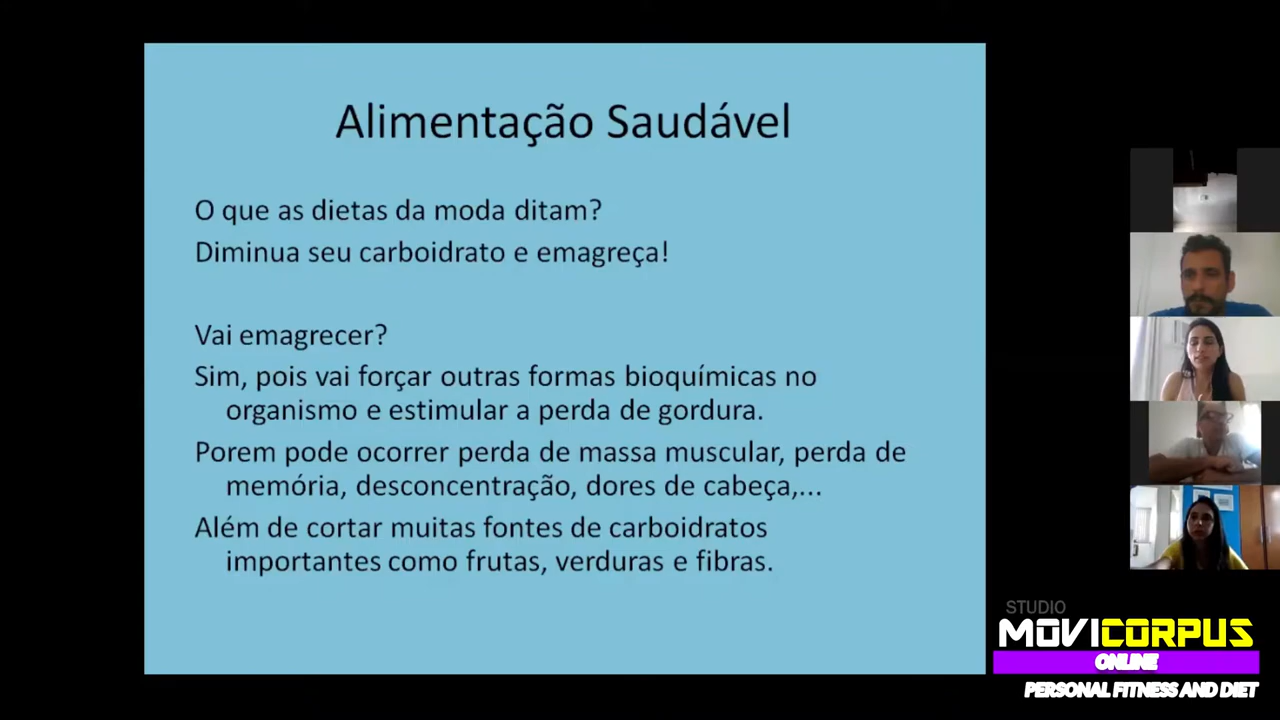 Alimentação Saudável
O que as dietas da moda ditam?
Diminua seu carboidrato e emagreça!
Vai emagrecer?
Sim, pois vai forçar outras formas bioquímicas no
organismo e estimular a perda de gordura.
Porem pode ocorrer perda de massa muscular, perda de
memória, desconcentração, dores de cabeça,...
Além de cortar muitas fontes de carboidratos
importantes como frutas, verduras e fibras.
STUDIO
MOVICORPUS
ONLINE
PERSONAL FITNESS AND DIET